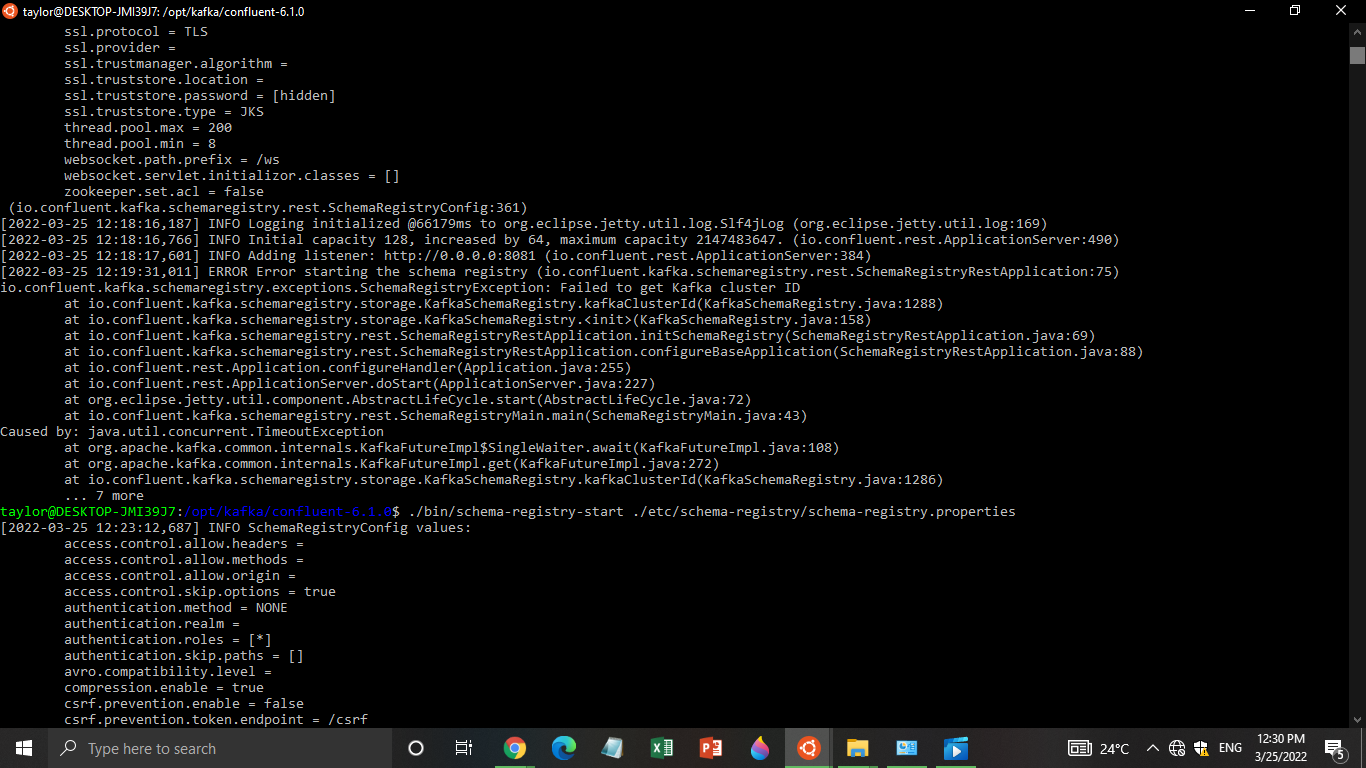 taylor@DESKTOP-JMI39J7: /opt/kafka/confluent-6.1.0
ssl.protocol = TLS
ssl.provider =
ssl.trustmanager.algorithm =
ssl.truststore.location =
ssl.truststore.password = [hidden]
ssl.truststore.type = JKS
thread.pool.max = 200
thread.pool.min = 8
websocket.path.prefix = /ws
websocket.servlet.initializor.classes = []
zookeeper.set.acl = false
(io.confluent.kafka.schemaregistry.rest.SchemaRegistryConfig:361)
[2022-03-25 12:18:16,187] INFO Logging initialized @66179ms to org.eclipse.jetty.util.log.Slf4jLog (org.eclipse.jetty.util.log:169)
[2022-03-25 12:18:16,766] INFO Initial capacity 128, increased by 64, maximum capacity 2147483647. (io.confluent.rest.ApplicationServer:490)
[2022-03-25 12:18:17,601] INFO Adding listener: http://0.0.0.0:8081 (io.confluent.rest.ApplicationServer:384)
[2022-03-25 12:19:31,011] ERROR Error starting the schema registry (io.confluent.kafka.schemaregistry.rest.SchemaRegistryRestApplication:75)
io.confluent.kafka.schemaregistry.exceptions.SchemaRegistryException: Failed to get Kafka cluster ID
at io.confluent.kafka.schemaregistry.storage.KafkaSchemaRegistry.kafkaClusterId(KafkaSchemaRegistry.java:1288)
at io.confluent.kafka.schemaregistry.storage.KafkaSchemaRegistry.<init>(KafkaSchemaRegistry.java:158)
at io.confluent.kafka.schemaregistry.rest.SchemaRegistryRestApplication.initSchemaRegistry(SchemaRegistryRestApplication.java:69)
at io.confluent.kafka.schemaregistry.rest.SchemaRegistryRestApplication.configureBaseApplication(SchemaRegistryRestApplication.java:88)
at io.confluent.rest.Application.configureHandler(Application.java:255)
at io.confluent.rest.ApplicationServer.doStart(ApplicationServer.java:227)
at org.eclipse.jetty.util.component.AbstractLifeCycle.start(AbstractLifeCycle.java:72)
at io.confluent.kafka.schemaregistry.rest.SchemaRegistryMain.main(SchemaRegistryMain.java:43)
Caused by: java.util.concurrent.TimeoutException
at org.apache.kafka.common.internals.KafkaFutureImpl$SingleWaiter.await(KafkaFutureImpl.java:108)
at org.apache.kafka.common.internals.KafkaFutureImpl.get(KafkaFutureImpl.java:272)
at io.confluent.kafka.schemaregistry.storage.KafkaSchemaRegistry.kafkaClusterId(KafkaSchemaRegistry.java:1286)
... 7 more
taylor@DESKTOP-JMI39J7:/opt/kafka/confluent-6.1.0$ ./bin/schema-registry-start ./etc/schema-registry/schema-registry.properties
[2022-03-25 12:23:12,687] INFO SchemaRegistryConfig values:
access.control.allow.headers =
access.control.allow.methods =
access.control.allow.origin =
access.control.skip.options = true
authentication.method = NONE
authentication.realm =
authentication.roles = [*]
authentication.skip.paths = []
avro.compatibility.level =
compression.enable = true
csrf.prevention.enable = false
csrf.prevention.token.endpoint = /csrf
Type here to search
24°C
ENG
12:30 PM
3/25/2022
5